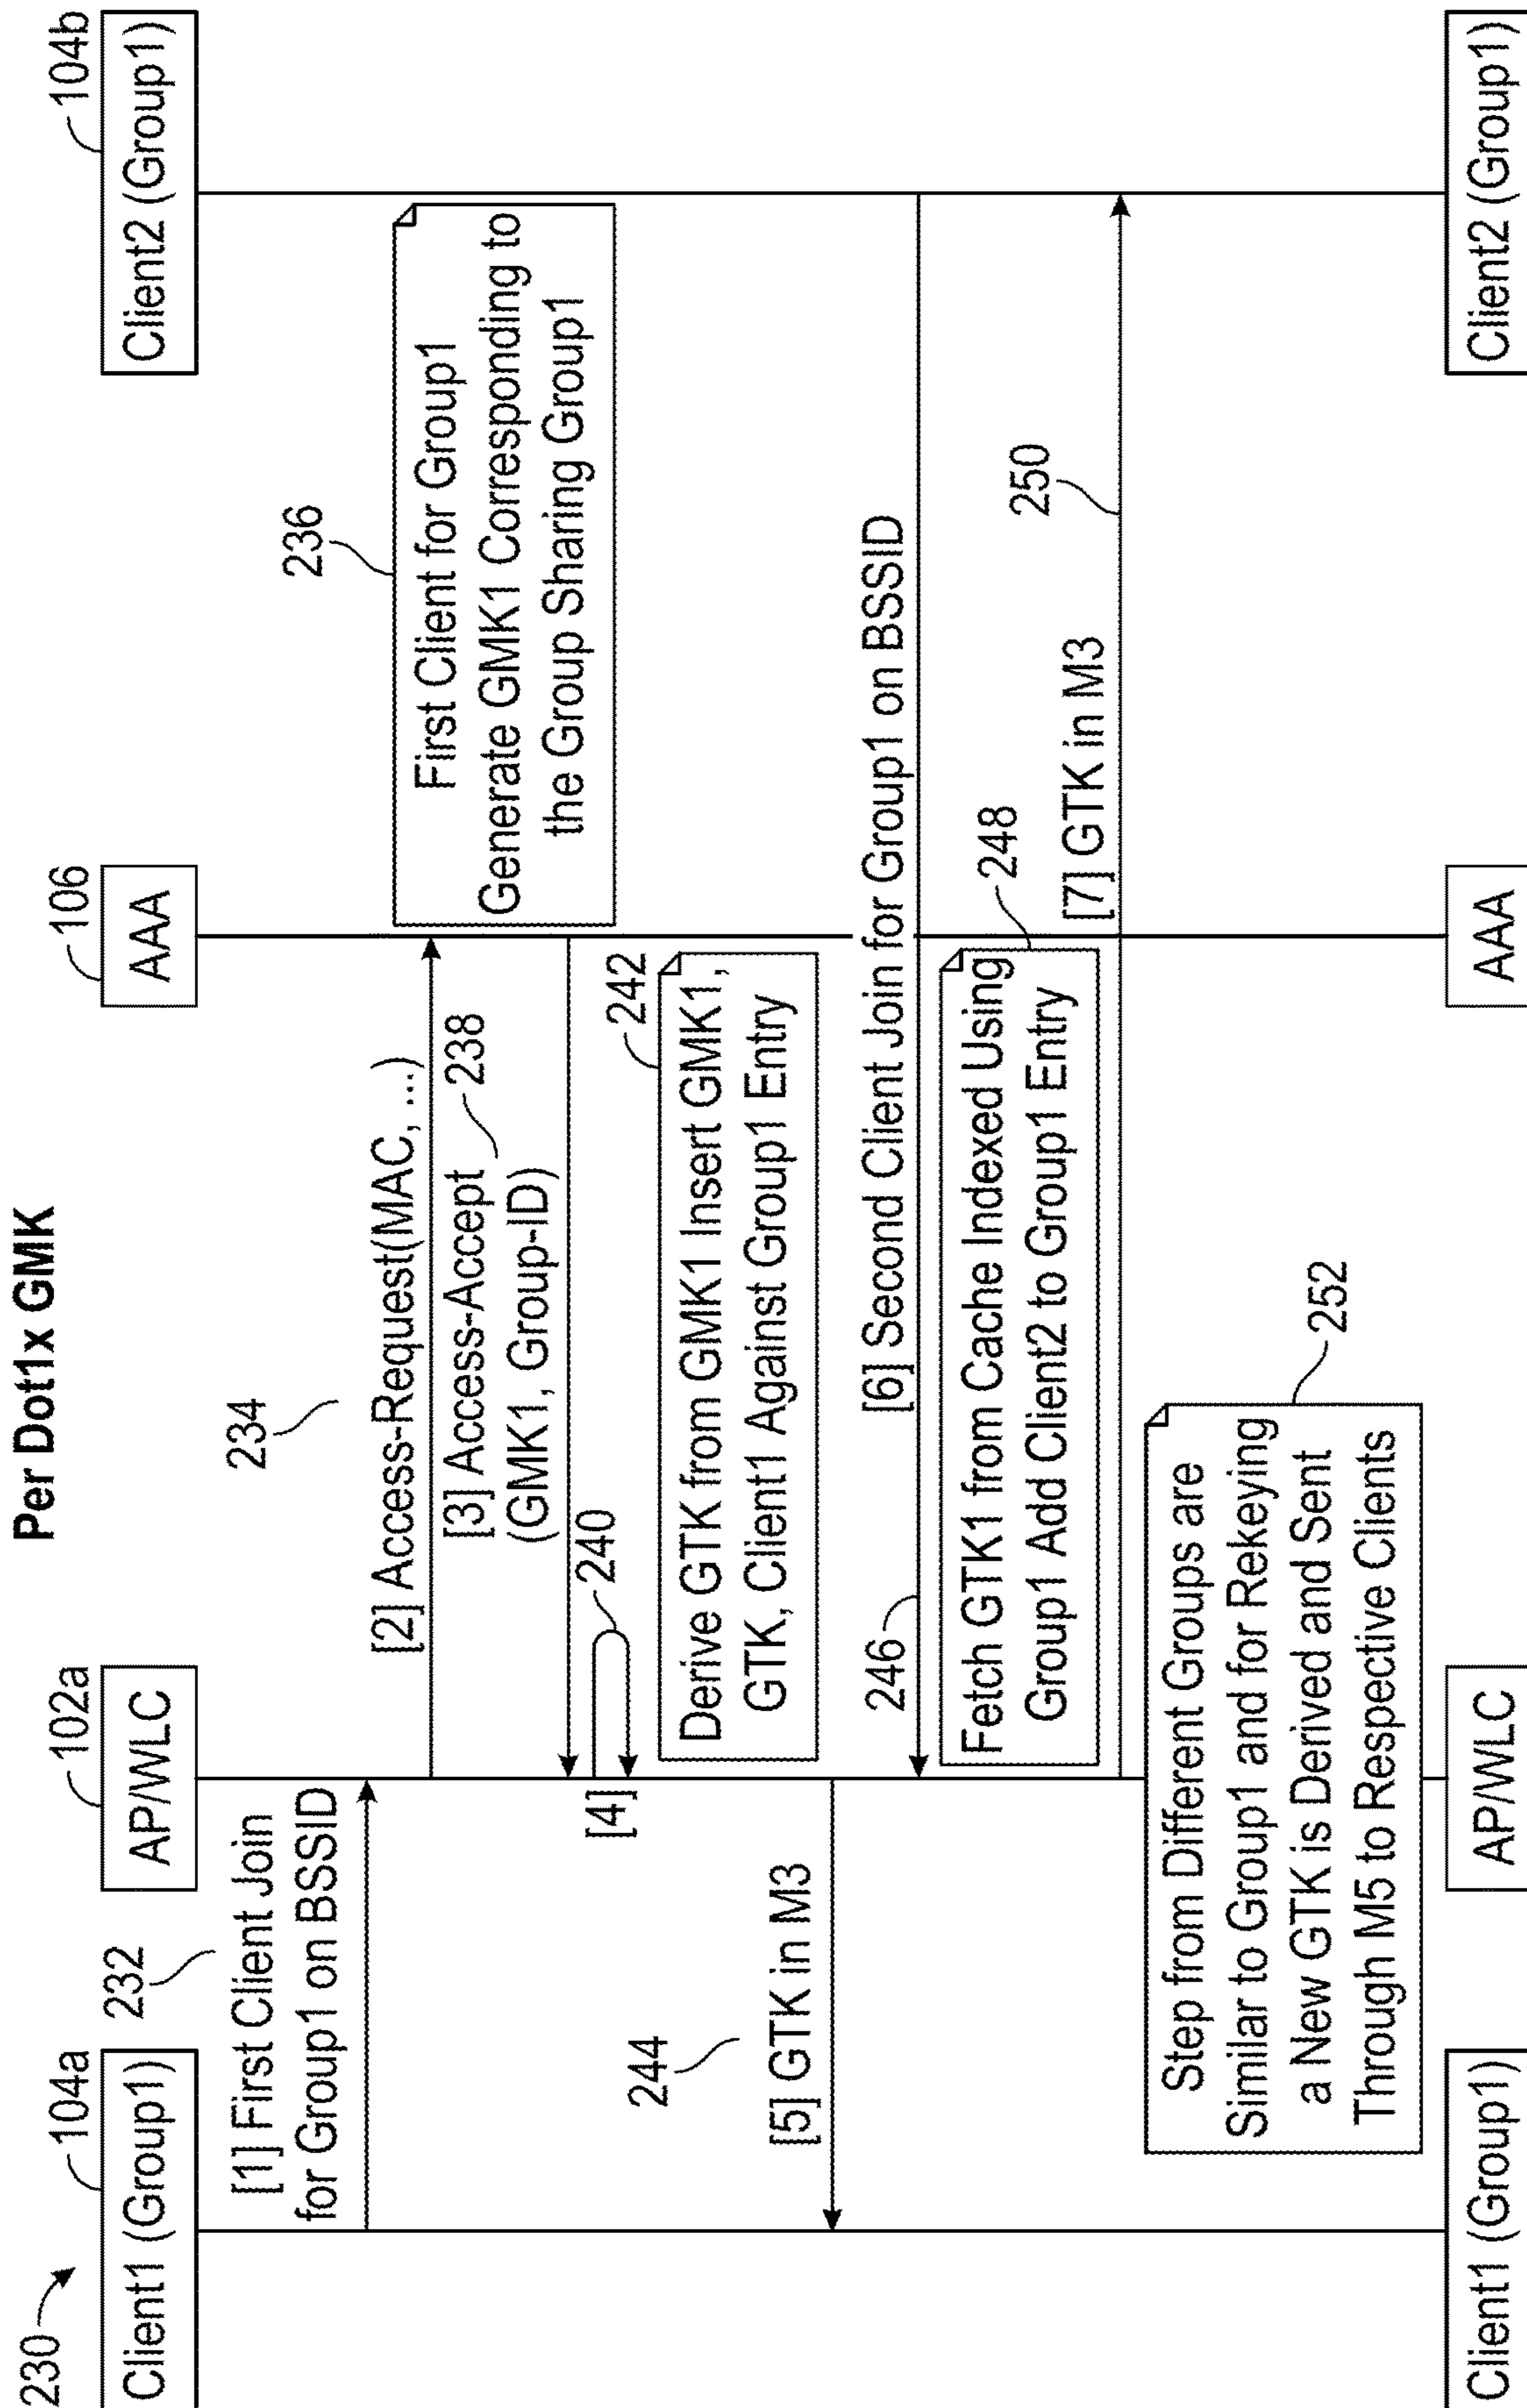 Per Dot1x GMK
230
104a
102a
106
104b
Client1 (Group1)
AP/WLC
AAA
Client2 (Group1)
232
[1] First Client Join
for Group1 on BSSID
234
[2] Access-Request(MAC, ...)
236
First Client for Group1
Generate GMK1 Corresponding to
the Group Sharing Group1
[3] Access-Accept
(GMK1, Group-ID)
238
240
[4]
242
Derive GTK from GMK1 Insert GMK1,
GTK, Client1 Against Group1 Entry
244
[5] GTK in M3
246
[6] Second Client Join for Group1 on BSSID
248
Fetch GTK1 from Cache Indexed Using
Group1 Add Client2 to Group1 Entry
250
[7] GTK in M3
252
Step from Different Groups are
Similar to Group1 and for Rekeying
a New GTK is Derived and Sent
Through M5 to Respective Clients
Client1 (Group1)
AP/WLC
AAA
Client2 (Group1)